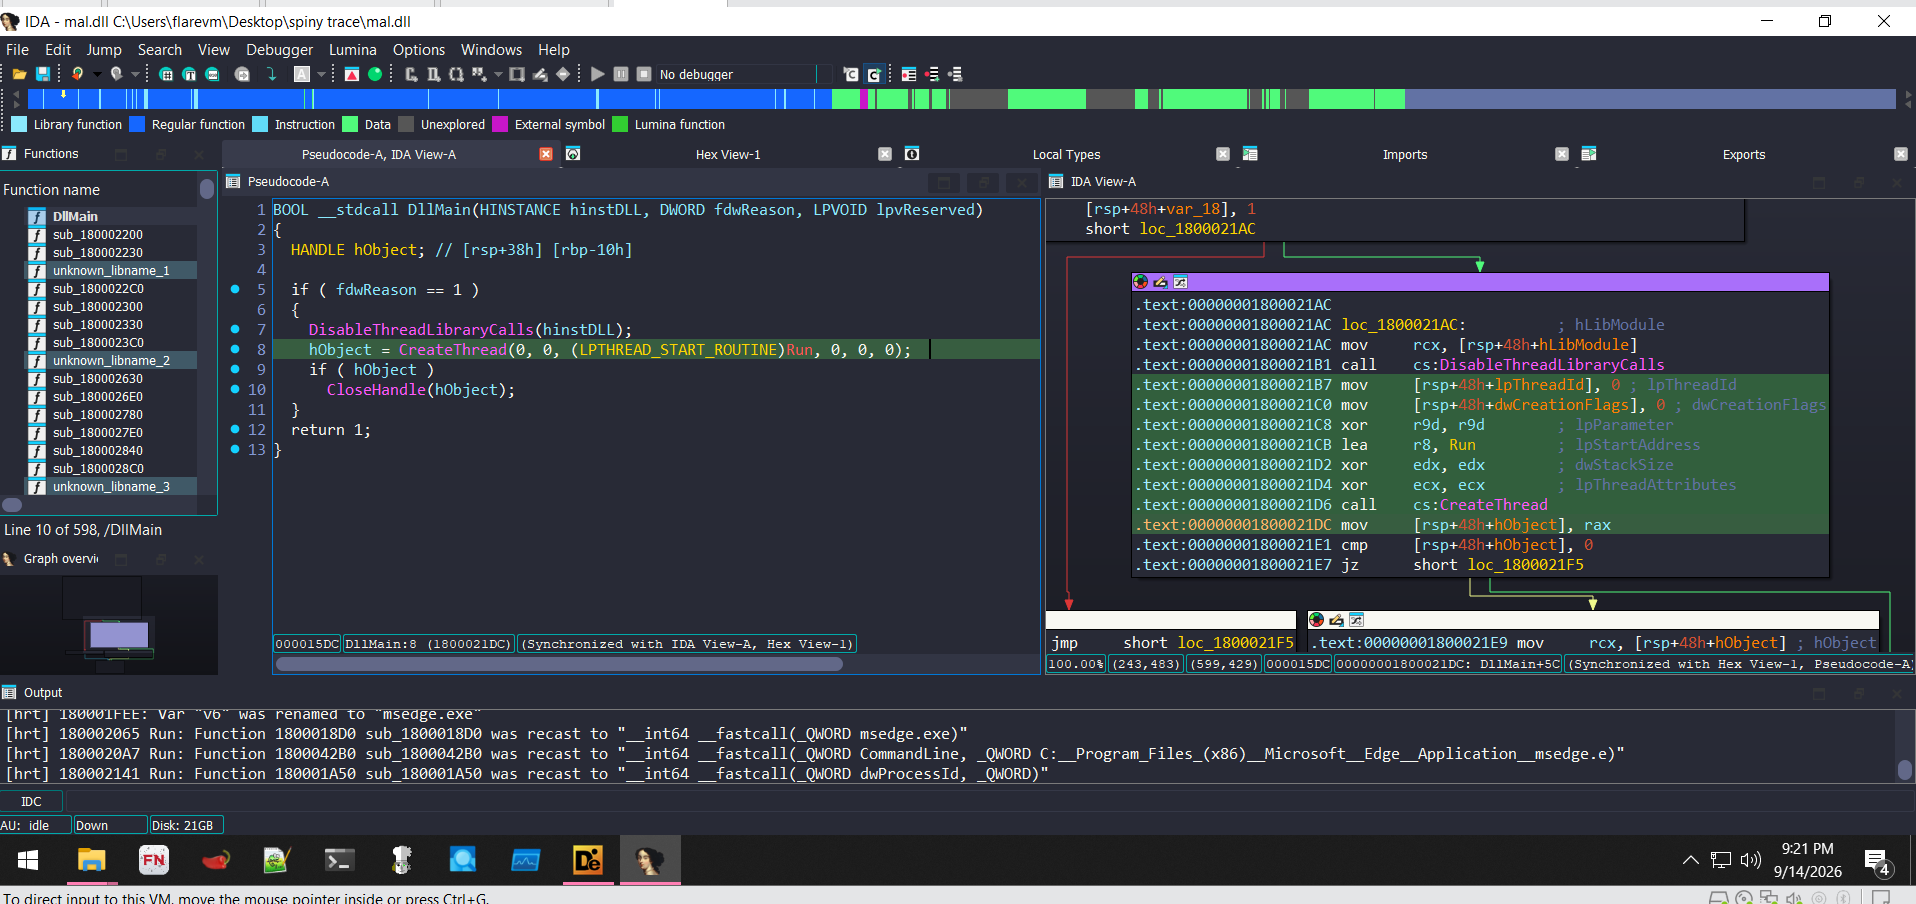 IDA - mal.dll C:\Users\flarevm\Desktop\spiny trace\mal.dll
File Edit Jump Search View Debugger Lumina Options Windows Help
No debugger
Library function Regular function Instruction Data Unexplored External symbol Lumina function
Functions
Pseudocode-A, IDA View-A
Hex View-1
Local Types
Imports
Exports
Function name
DllMain
sub_180002200
sub_180002230
unknown_libname_1
sub_1800022C0
sub_180002300
sub_180002330
sub_1800023C0
unknown_libname_2
sub_180002630
sub_1800026E0
sub_180002780
sub_1800027E0
sub_180002840
sub_1800028C0
unknown_libname_3
Line 10 of 598, /DllMain
Graph overvi
Pseudocode-A
1 BOOL __stdcall DllMain(HINSTANCE hinstDLL, DWORD fdwReason, LPVOID lpvReserved)
2 {
3 HANDLE hObject; // [rsp+38h] [rbp-10h]
4
5 if ( fdwReason == 1 )
6 {
7 DisableThreadLibraryCalls(hinstDLL);
8 hObject = CreateThread(0, 0, (LPTHREAD_START_ROUTINE)Run, 0, 0, 0);
9 if ( hObject )
10 CloseHandle(hObject);
11 }
12 return 1;
13 }
000015DC DllMain:8 (1800021DC) (Synchronized with IDA View-A, Hex View-1)
IDA View-A
[rsp+48h+var_18], 1
short loc_1800021AC
.text:00000001800021AC
.text:00000001800021AC loc_1800021AC: ; hLibModule
.text:00000001800021AC mov rcx, [rsp+48h+hLibModule]
.text:00000001800021B1 call cs:DisableThreadLibraryCalls
.text:00000001800021B7 mov [rsp+48h+lpThreadId], 0 ; lpThreadId
.text:00000001800021C0 mov [rsp+48h+dwCreationFlags], 0 ; dwCreationFlags
.text:00000001800021C8 xor r9d, r9d ; lpParameter
.text:00000001800021CB lea r8, Run ; lpStartAddress
.text:00000001800021D2 xor edx, edx ; dwStackSize
.text:00000001800021D4 xor ecx, ecx ; lpThreadAttributes
.text:00000001800021D6 call cs:CreateThread
.text:00000001800021DC mov [rsp+48h+hObject], rax
.text:00000001800021E1 cmp [rsp+48h+hObject], 0
.text:00000001800021E7 jz short loc_1800021F5
jmp short loc_1800021F5
.text:00000001800021E9 mov rcx, [rsp+48h+hObject] ; hObject
100.00% (243,483) (599,429) 000015DC 00000001800021DC: DllMain+5C (Synchronized with Hex View-1, Pseudocode-A)
Output
[hrt] 180001FEE: Var "v6" was renamed to "msedge.exe"
[hrt] 180002065 Run: Function 1800018D0 sub_1800018D0 was recast to "__int64 __fastcall(_QWORD msedge.exe)"
[hrt] 1800020A7 Run: Function 1800042B0 sub_1800042B0 was recast to "__int64 __fastcall(_QWORD CommandLine, _QWORD C:__Program_Files_(x86)__Microsoft__Edge__Application__msedge.e)"
[hrt] 180002141 Run: Function 180001A50 sub_180001A50 was recast to "__int64 __fastcall(_QWORD dwProcessId, _QWORD)"
IDC
AU: idle Down Disk: 21GB
FN
De
9:21 PM
9/14/2026
4
To direct input to this VM, move the mouse pointer inside or press Ctrl+G.